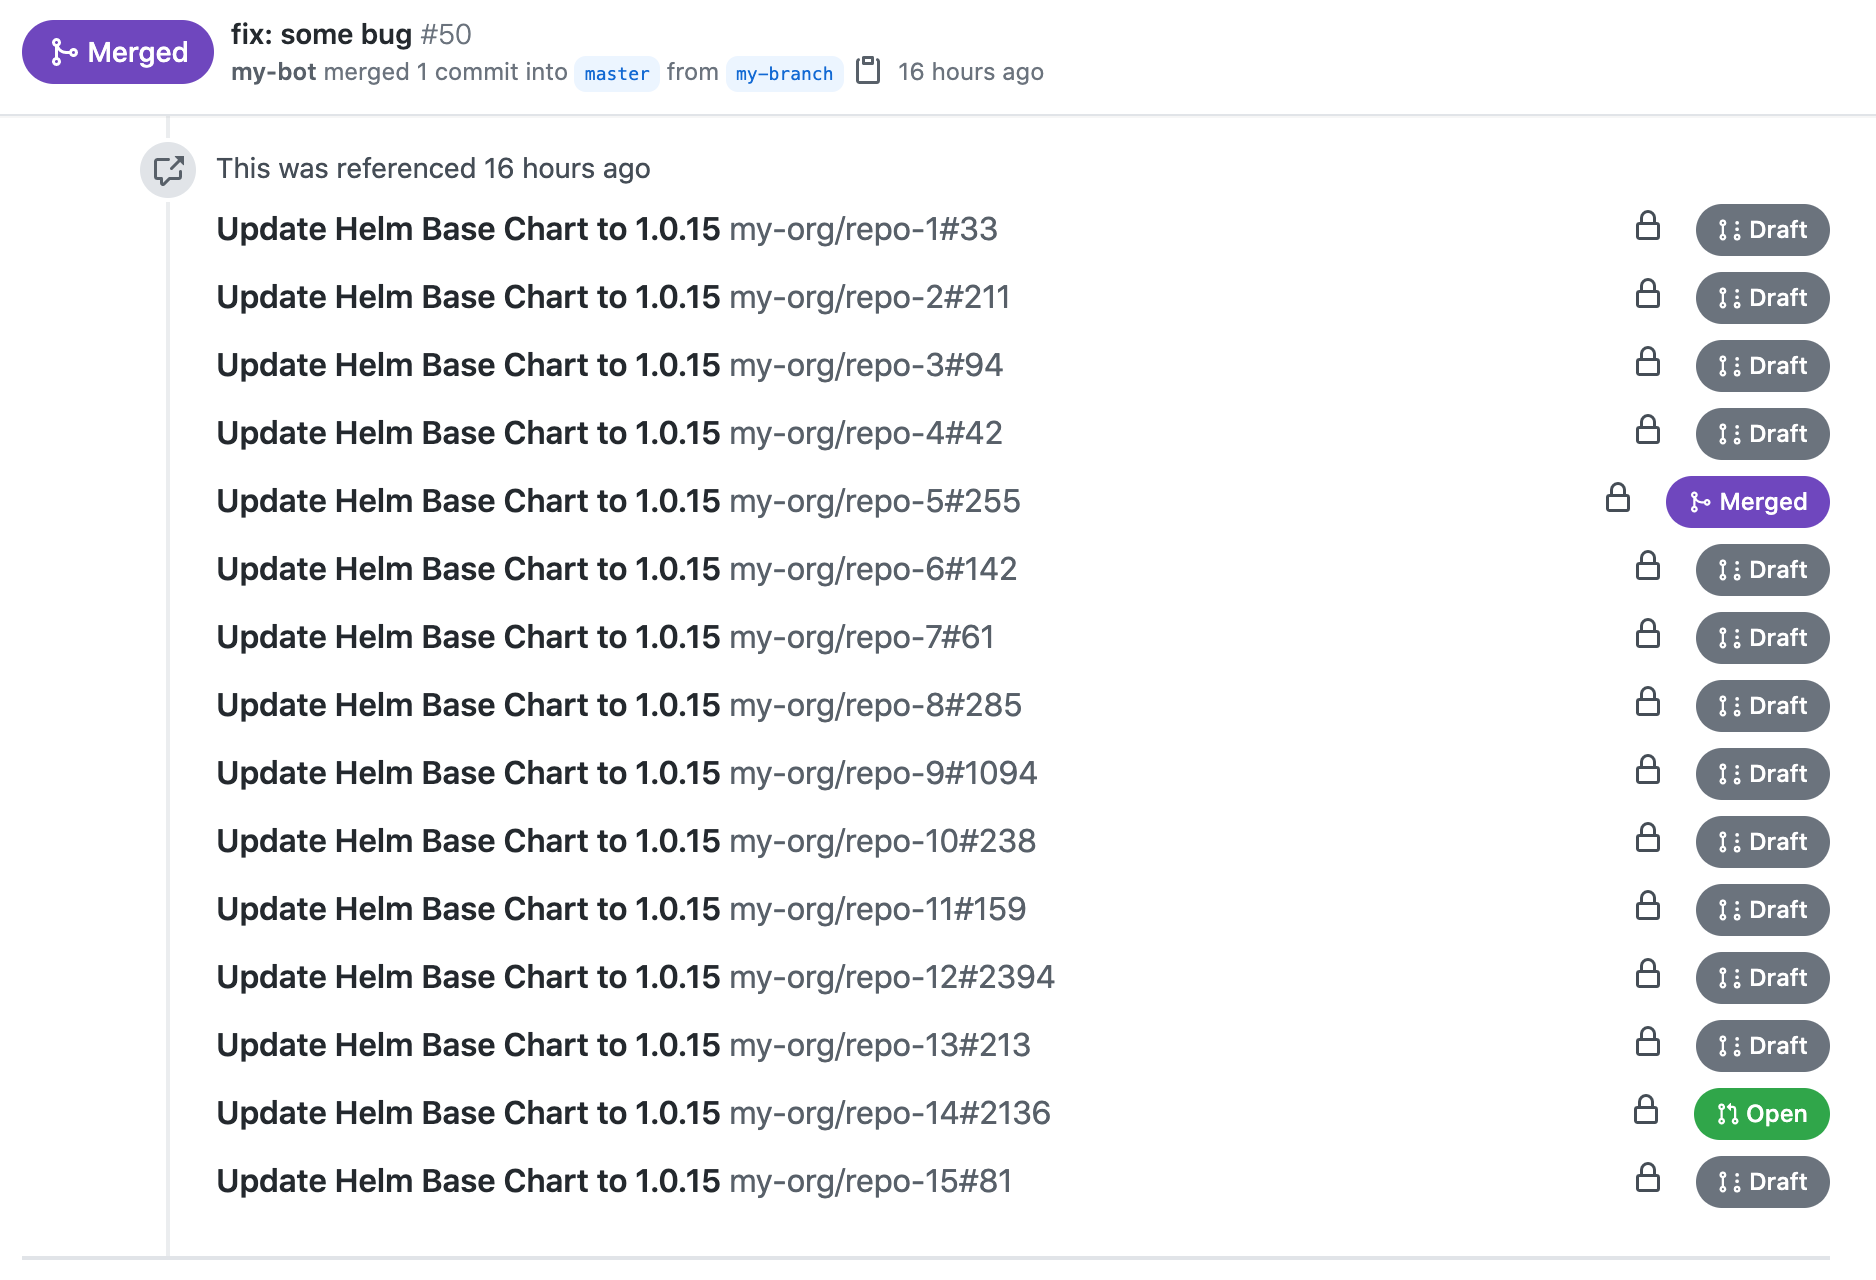 Merged
fix: some bug #50
my-bot merged 1 commit into master from my-branch 16 hours ago
This was referenced 16 hours ago
Update Helm Base Chart to 1.0.15 my-org/repo-1#33 Draft
Update Helm Base Chart to 1.0.15 my-org/repo-2#211 Draft
Update Helm Base Chart to 1.0.15 my-org/repo-3#94 Draft
Update Helm Base Chart to 1.0.15 my-org/repo-4#42 Draft
Update Helm Base Chart to 1.0.15 my-org/repo-5#255 Merged
Update Helm Base Chart to 1.0.15 my-org/repo-6#142 Draft
Update Helm Base Chart to 1.0.15 my-org/repo-7#61 Draft
Update Helm Base Chart to 1.0.15 my-org/repo-8#285 Draft
Update Helm Base Chart to 1.0.15 my-org/repo-9#1094 Draft
Update Helm Base Chart to 1.0.15 my-org/repo-10#238 Draft
Update Helm Base Chart to 1.0.15 my-org/repo-11#159 Draft
Update Helm Base Chart to 1.0.15 my-org/repo-12#2394 Draft
Update Helm Base Chart to 1.0.15 my-org/repo-13#213 Draft
Update Helm Base Chart to 1.0.15 my-org/repo-14#2136 Open
Update Helm Base Chart to 1.0.15 my-org/repo-15#81 Draft